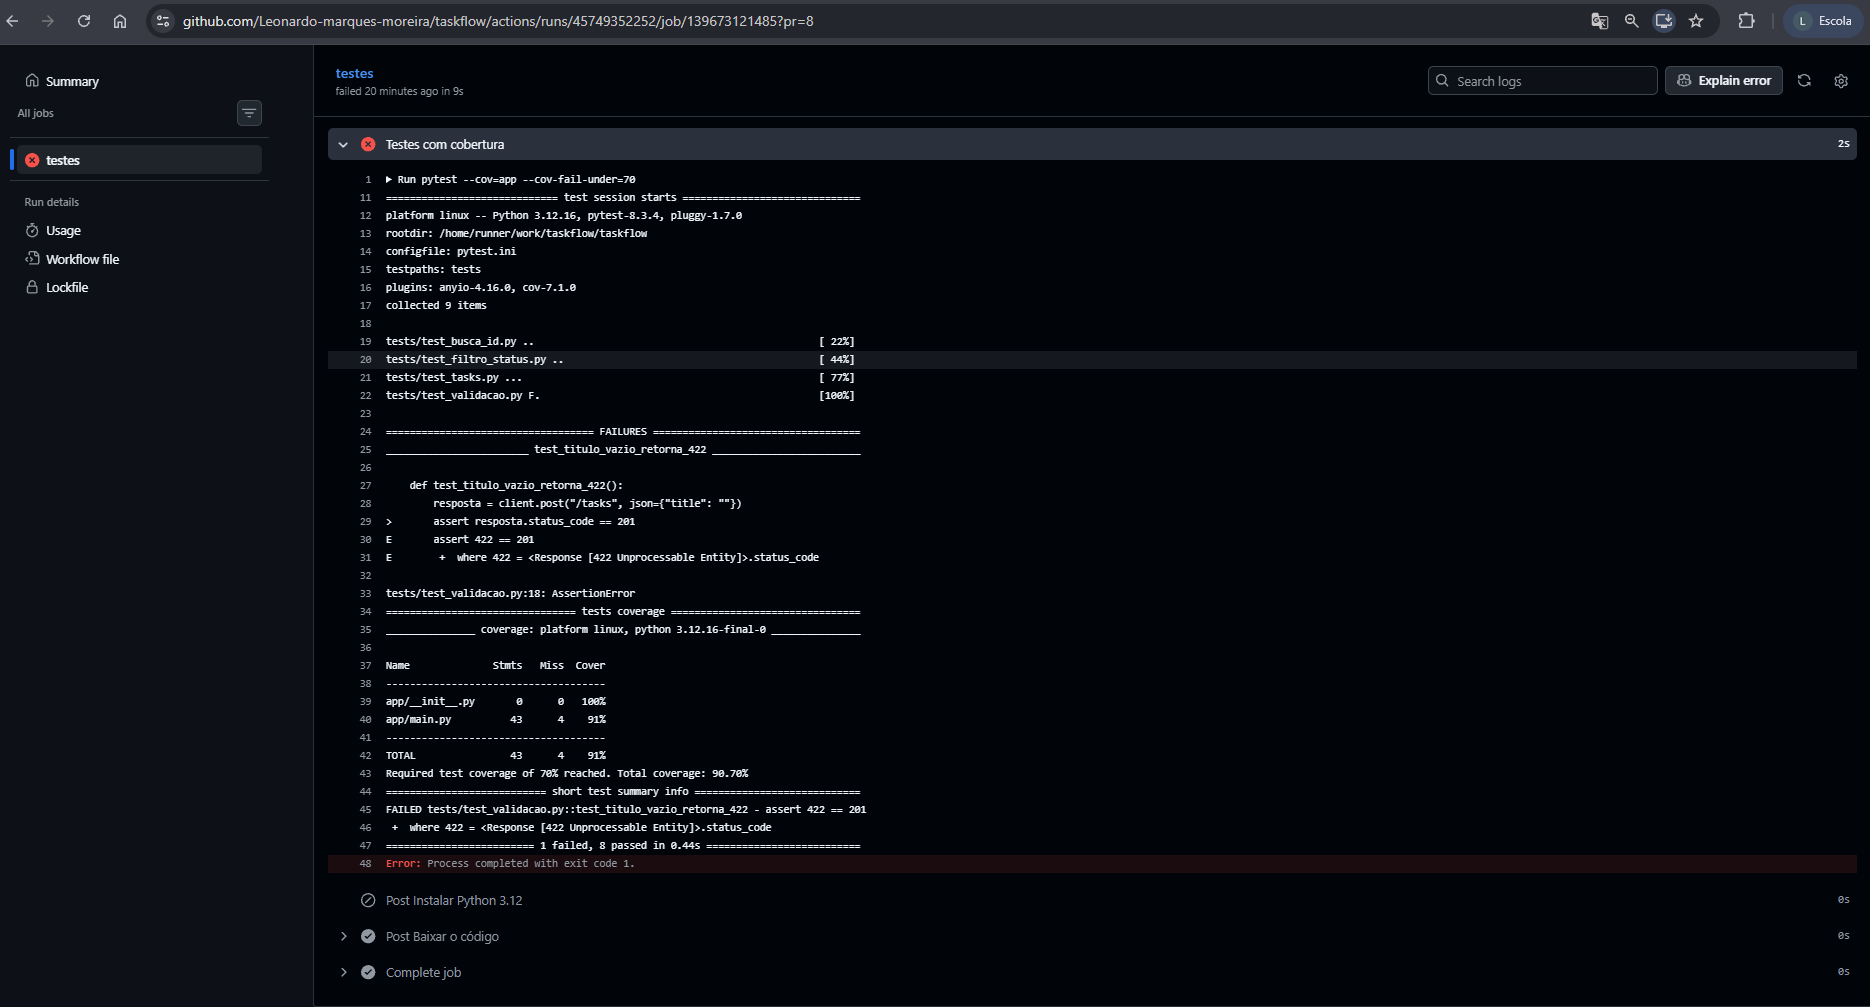 github.com/Leonardo-marques-moreira/taskflow/actions/runs/45749352252/job/139673121485?pr=8
L Escola
Summary
All jobs
testes
Run details
Usage
Workflow file
Lockfile
testes
failed 20 minutes ago in 9s
Search logs
Explain error
Testes com cobertura 2s
1 Run pytest --cov=app --cov-fail-under=70
11 ============================= test session starts ==============================
12 platform linux -- Python 3.12.16, pytest-8.3.4, pluggy-1.7.0
13 rootdir: /home/runner/work/taskflow/taskflow
14 configfile: pytest.ini
15 testpaths: tests
16 plugins: anyio-4.16.0, cov-7.1.0
17 collected 9 items
18
19 tests/test_busca_id.py .. [ 22%]
20 tests/test_filtro_status.py .. [ 44%]
21 tests/test_tasks.py ... [ 77%]
22 tests/test_validacao.py F. [100%]
23
24 =================================== FAILURES ===================================
25 ________________________ test_titulo_vazio_retorna_422 _________________________
26
27 def test_titulo_vazio_retorna_422():
28 resposta = client.post("/tasks", json={"title": ""})
29 > assert resposta.status_code == 201
30 E assert 422 == 201
31 E + where 422 = <Response [422 Unprocessable Entity]>.status_code
32
33 tests/test_validacao.py:18: AssertionError
34 ================================ tests coverage ================================
35 _______________ coverage: platform linux, python 3.12.16-final-0 _______________
36
37 Name Stmts Miss Cover
38 -------------------------------------
39 app/__init__.py 0 0 100%
40 app/main.py 43 4 91%
41 -------------------------------------
42 TOTAL 43 4 91%
43 Required test coverage of 70% reached. Total coverage: 90.70%
44 =========================== short test summary info ============================
45 FAILED tests/test_validacao.py::test_titulo_vazio_retorna_422 - assert 422 == 201
46 + where 422 = <Response [422 Unprocessable Entity]>.status_code
47 ========================= 1 failed, 8 passed in 0.44s ==========================
48 Error: Process completed with exit code 1.
Post Instalar Python 3.12 0s
Post Baixar o código 0s
Complete job 0s